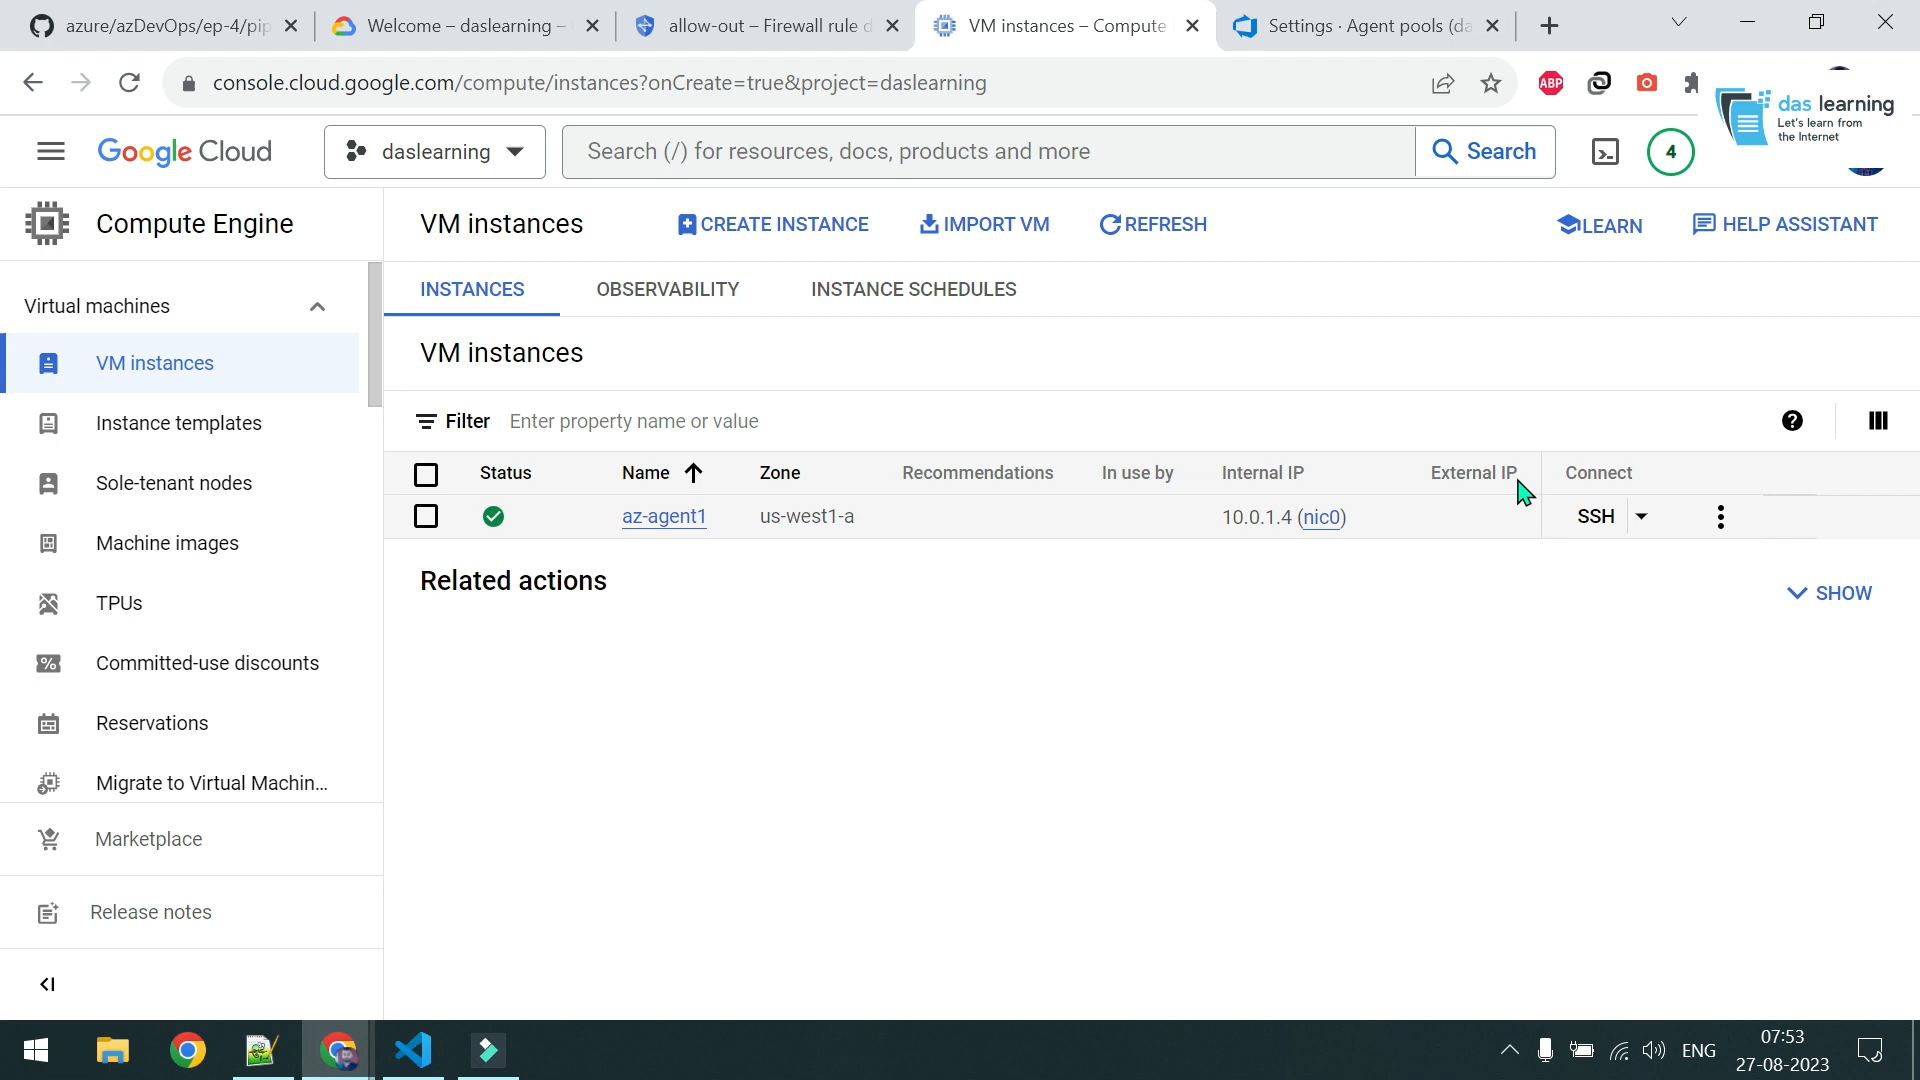 azure/azDevOps/ep-4/pip
Welcome – daslearning –
allow-out – Firewall rule d
VM instances – Compute
Settings · Agent pools (da
console.cloud.google.com/compute/instances?onCreate=true&project=daslearning
ABP
das learning
Let's learn from
the Internet
Google Cloud
daslearning
Search (/) for resources, docs, products and more
Search
4
Compute Engine
VM instances
CREATE INSTANCE
IMPORT VM
REFRESH
LEARN
HELP ASSISTANT
Virtual machines
VM instances
Instance templates
Sole-tenant nodes
Machine images
TPUs
Committed-use discounts
Reservations
Migrate to Virtual Machin...
Marketplace
Release notes
INSTANCES
OBSERVABILITY
INSTANCE SCHEDULES
VM instances
Filter Enter property name or value
Status Name Zone Recommendations In use by Internal IP External IP Connect
az-agent1 us-west1-a 10.0.1.4 (nic0) SSH
Related actions
SHOW
ENG
07:53
27-08-2023